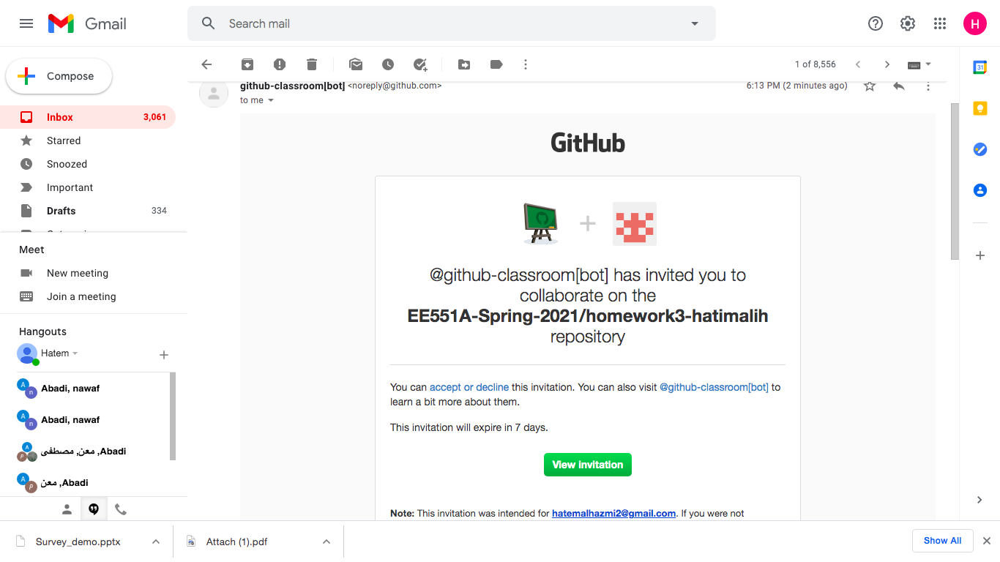 Gmail
Search mail
H
Compose
1 of 8,556
31
github-classroom[bot] <noreply@github.com>
6:13 PM (2 minutes ago)
to me
Inbox 3,061
Starred
Snoozed
Important
Drafts 334
Meet
New meeting
Join a meeting
Hangouts
Hatem
A n Abadi, nawaf
A n Abadi, nawaf
A P معن, مصطفى, Abadi
A P معن, Abadi
GitHub
@github-classroom[bot] has invited you to
collaborate on the
EE551A-Spring-2021/homework3-hatimalih
repository
You can accept or decline this invitation. You can also visit @github-classroom[bot] to
learn a bit more about them.
This invitation will expire in 7 days.
View invitation
Note: This invitation was intended for hatemalhazmi2@gmail.com. If you were not
Survey_demo.pptx
Attach (1).pdf
Show All